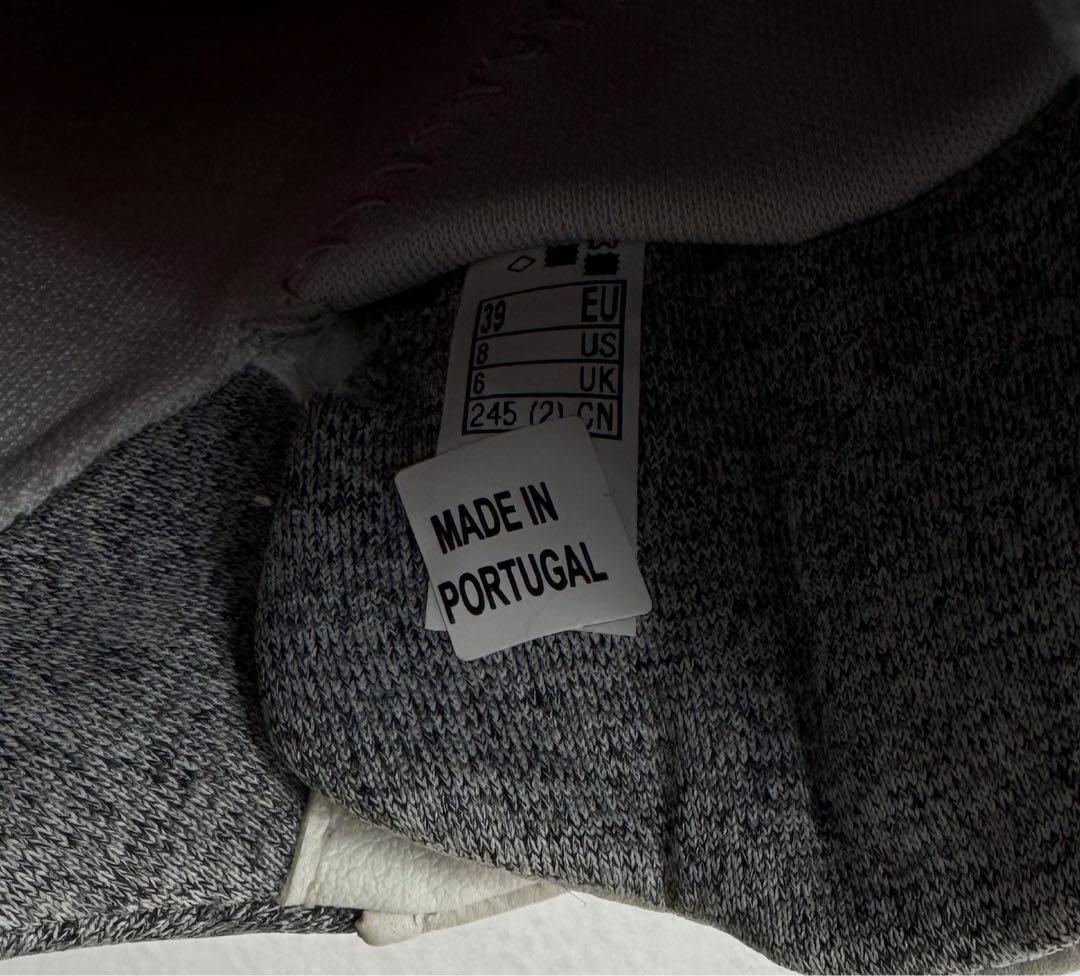 39 EU
8 US
6 UK
245 (2) CN
MADE IN
PORTUGAL